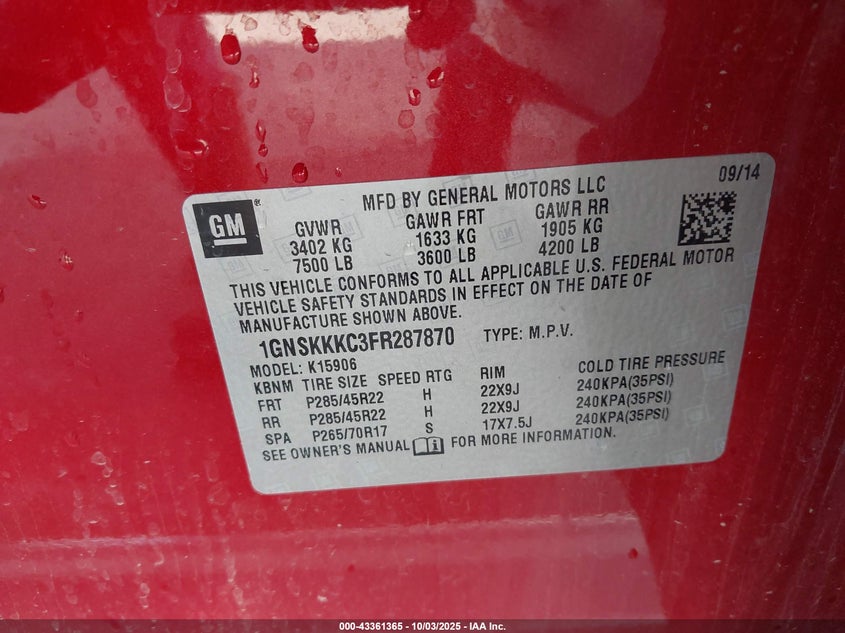 MFD BY GENERAL MOTORS LLC
09/14
GM®
GVWR GAWR FRT GAWR RR
3402 KG 1633 KG 1905 KG
7500 LB 3600 LB 4200 LB
THIS VEHICLE CONFORMS TO ALL APPLICABLE U.S. FEDERAL MOTOR
VEHICLE SAFETY STANDARDS IN EFFECT ON THE DATE OF
MANUFACTURE SHOWN ABOVE.
1GNSKKKC3FR287870 TYPE: M.P.V.
MODEL: K15906
KBNM TIRE SIZE SPEED RTG RIM COLD TIRE PRESSURE
FRT P285/45R22 H 22X9J 240KPA(35PSI)
RR P285/45R22 H 22X9J 240KPA(35PSI)
SPA P265/70R17 S 17X7.5J 240KPA(35PSI)
SEE OWNER'S MANUAL FOR MORE INFORMATION.
000-43361365 - 10/03/2025 - IAA Inc.